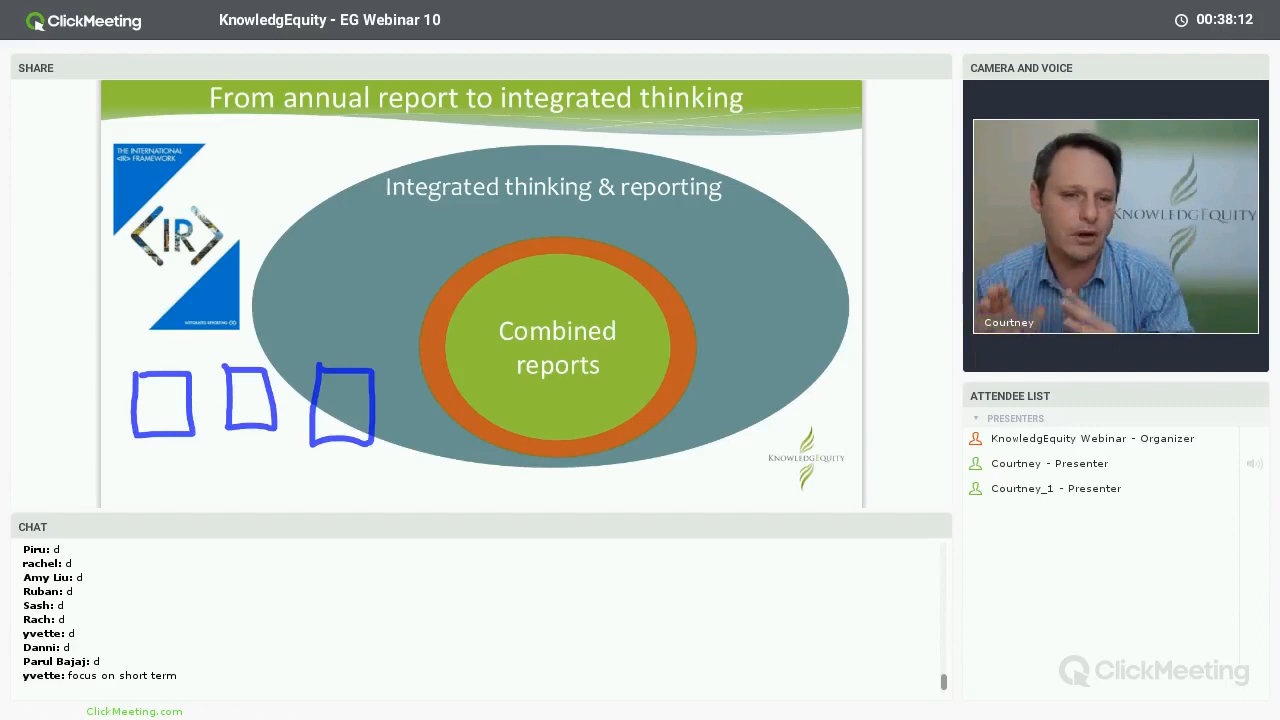 ClickMeeting
KnowledgEquity - EG Webinar 10
00:38:12
SHARE
From annual report to integrated thinking
THE INTERNATIONAL
<IR> FRAMEWORK
<IR>
INTEGRATED REPORTING <IR>
Integrated thinking & reporting
Combined
reports
KNOWLEDGEQUITY
CAMERA AND VOICE
KNOWLEDGEQUITY
Courtney
ATTENDEE LIST
PRESENTERS
KnowledgEquity Webinar - Organizer
Courtney - Presenter
Courtney_1 - Presenter
CHAT
Piru: d
rachel: d
Amy Liu: d
Ruban: d
Sash: d
Rach: d
yvette: d
Danni: d
Parul Bajaj: d
yvette: focus on short term
ClickMeeting
ClickMeeting.com